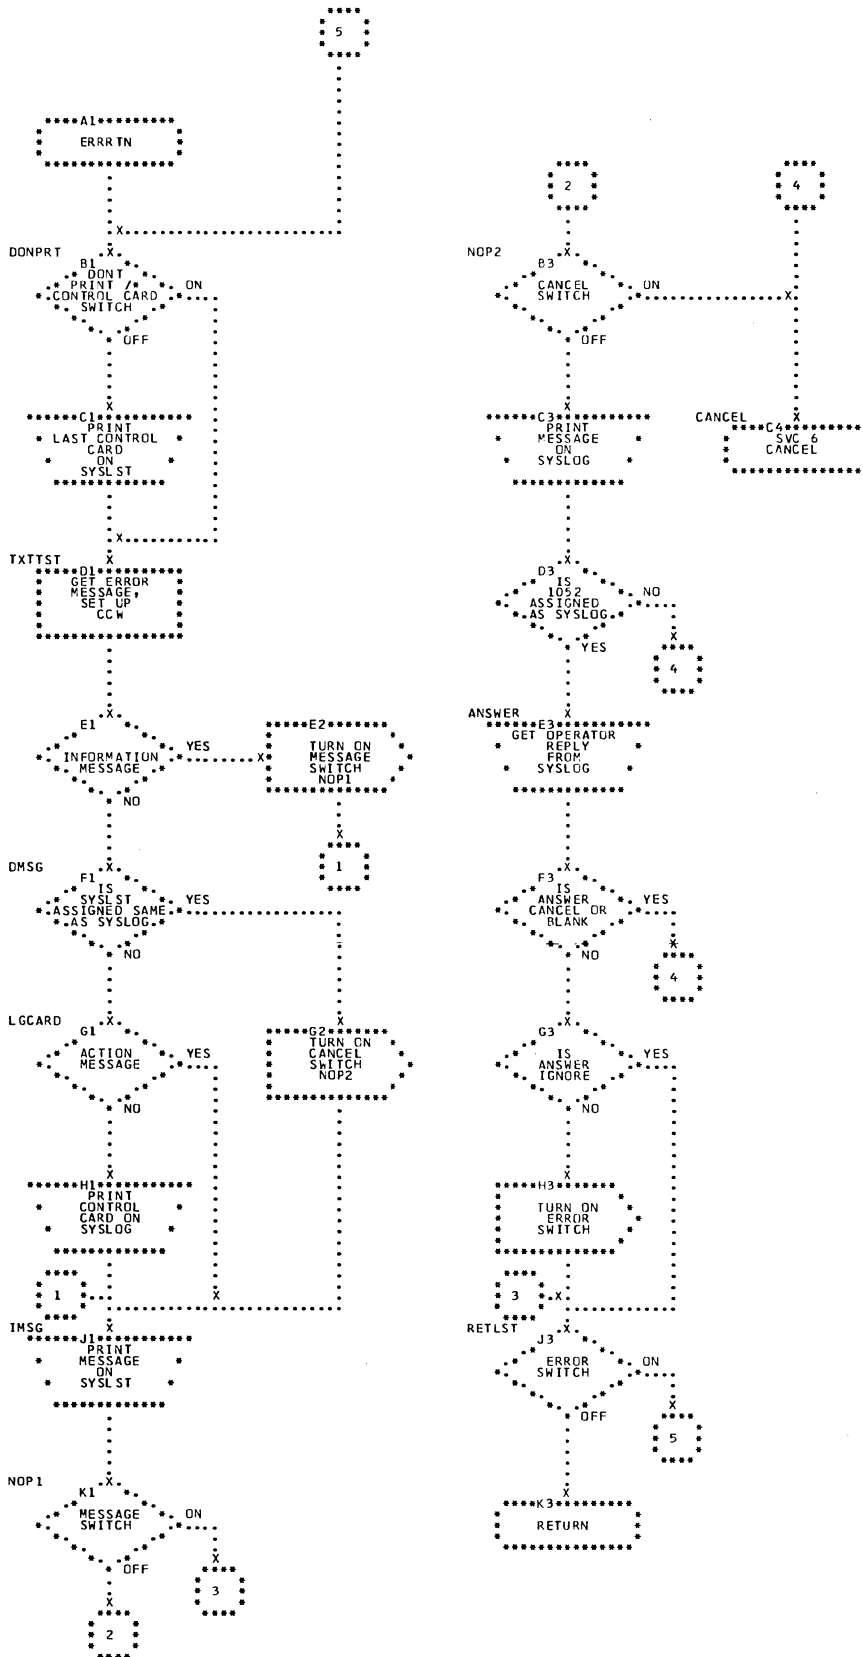 5
A1
ERRRTN
DONPRT
B1
DONT
PRINT /
CONTROL CARD
SWITCH
ON
OFF
C1
PRINT
LAST CONTROL
CARD
ON
SYSLST
TXTTST
D1
GET ERROR
MESSAGE,
SET UP
CCW
E1
INFORMATION
MESSAGE
YES
NO
E2
TURN ON
MESSAGE
SWITCH
NOP1
1
DMSG
F1
IS
SYSLST
ASSIGNED SAME
AS SYSLOG
YES
NO
LGCARD
G1
ACTION
MESSAGE
YES
NO
G2
TURN ON
CANCEL
SWITCH
NOP2
H1
PRINT
CONTROL
CARD ON
SYSLOG
1
IMSG
J1
PRINT
MESSAGE
ON
SYSLST
NOP1
K1
MESSAGE
SWITCH
ON
OFF
3
2
2
4
NOP2
B3
CANCEL
SWITCH
ON
OFF
C3
PRINT
MESSAGE
ON
SYSLOG
CANCEL
C4
SVC 6
CANCEL
D3
IS
1052
ASSIGNED
AS SYSLOG
NO
YES
4
ANSWER
E3
GET OPERATOR
REPLY
FROM
SYSLOG
F3
IS
ANSWER
CANCEL OR
BLANK
YES
NO
4
G3
IS
ANSWER
IGNORE
YES
NO
H3
TURN ON
ERROR
SWITCH
3
RETLST
J3
ERROR
SWITCH
ON
OFF
5
K3
RETURN